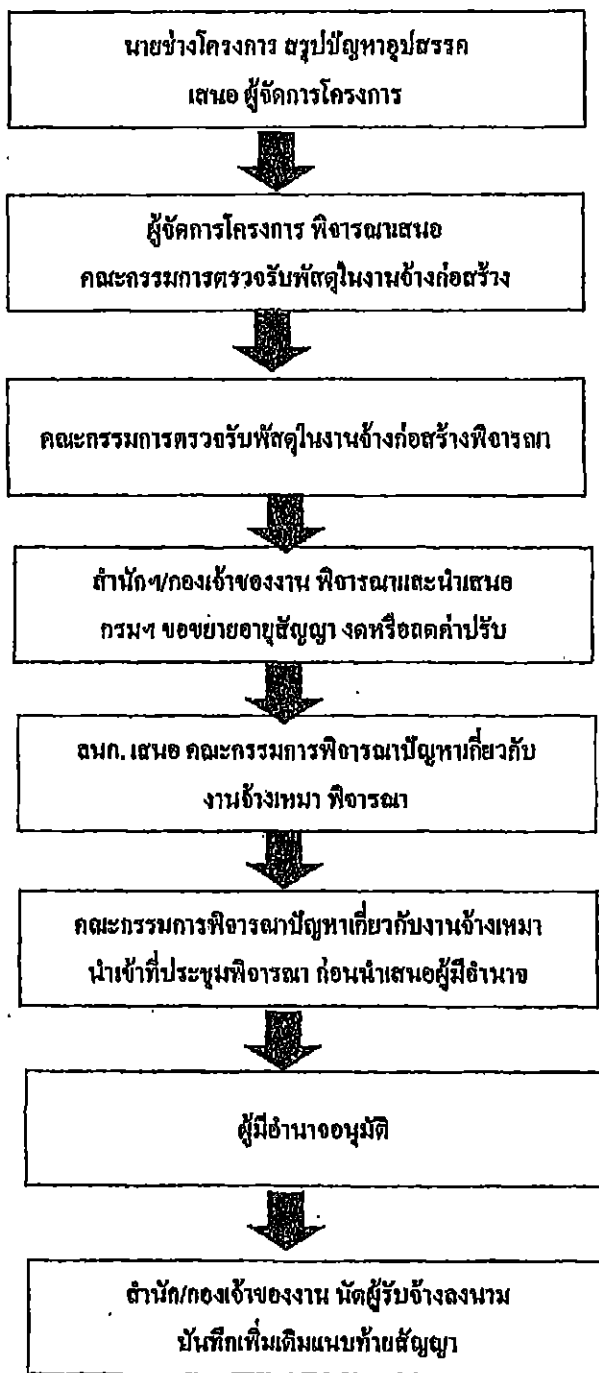 นายช่างโครงการ สรุปปัญหาอุปสรรค
เสนอ ผู้จัดการโครงการ
ผู้จัดการโครงการ พิจารณาเสนอ
คณะกรรมการตรวจรับพัสดุในงานจ้างก่อสร้าง
คณะกรรมการตรวจรับพัสดุในงานจ้างก่อสร้างพิจารณา
สำนักฯ/กองเจ้าของงาน พิจารณาและนำเสนอ
กรมฯ ขอขยายอายุสัญญา งดหรือลดค่าปรับ
สนก. เสนอ คณะกรรมการพิจารณาปัญหาเกี่ยวกับ
งานจ้างเหมา พิจารณา
คณะกรรมการพิจารณาปัญหาเกี่ยวกับงานจ้างเหมา
นำเข้าที่ประชุมพิจารณา ก่อนนำเสนอผู้มีอำนาจ
ผู้มีอำนาจอนุมัติ
สำนัก/กองเจ้าของงาน นัดผู้รับจ้างลงนาม
บันทึกเพิ่มเติมแนบท้ายสัญญา